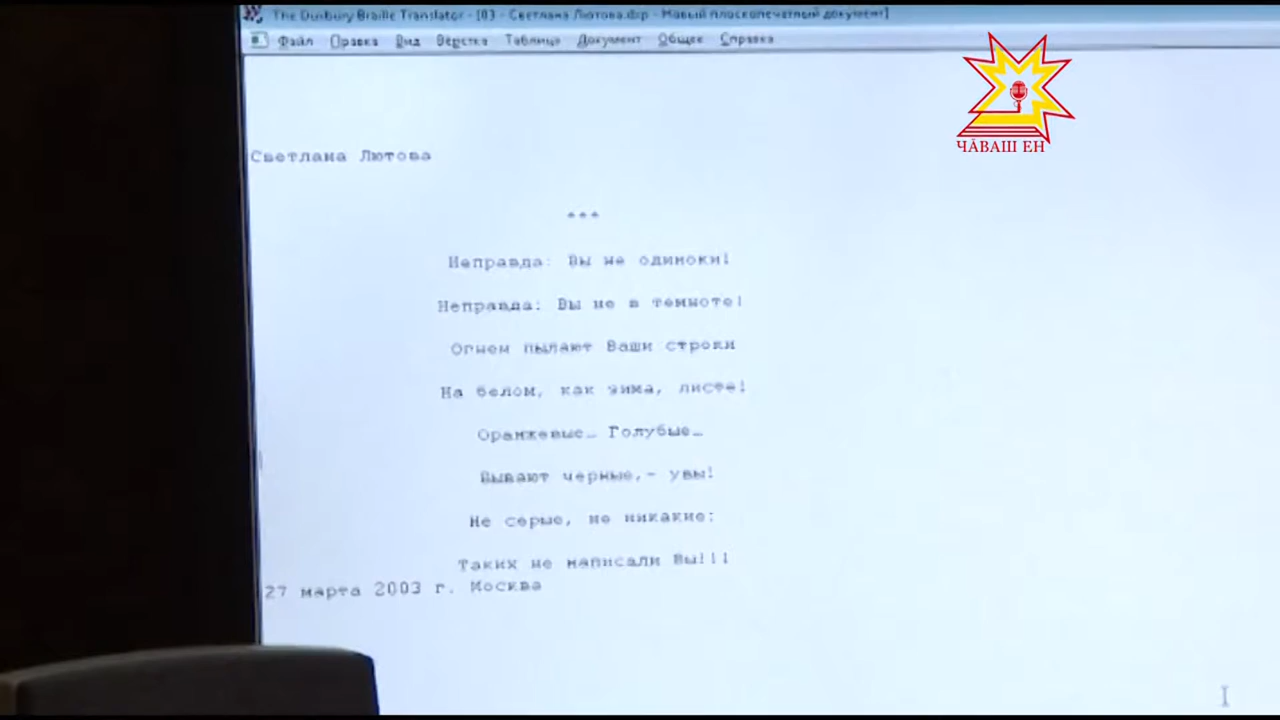 The Duxbury Braille Translator - [03 - Светлана Лютова.dxp - Новый плоскопечатный документ]
Файл Правка Вид Вёрстка Таблица Документ Общее Справка
ЧӐВАШ ЕН
Светлана Лютова
***
Неправда: Вы не одиноки!
Неправда: Вы не в темноте!
Огнем пылают Ваши строки
На белом, как зима, листе!
Оранжевые… Голубые…
Бывают черные,- увы!
Не серые, не никакие:
Таких не написали Вы!!!
27 марта 2003 г. Москва